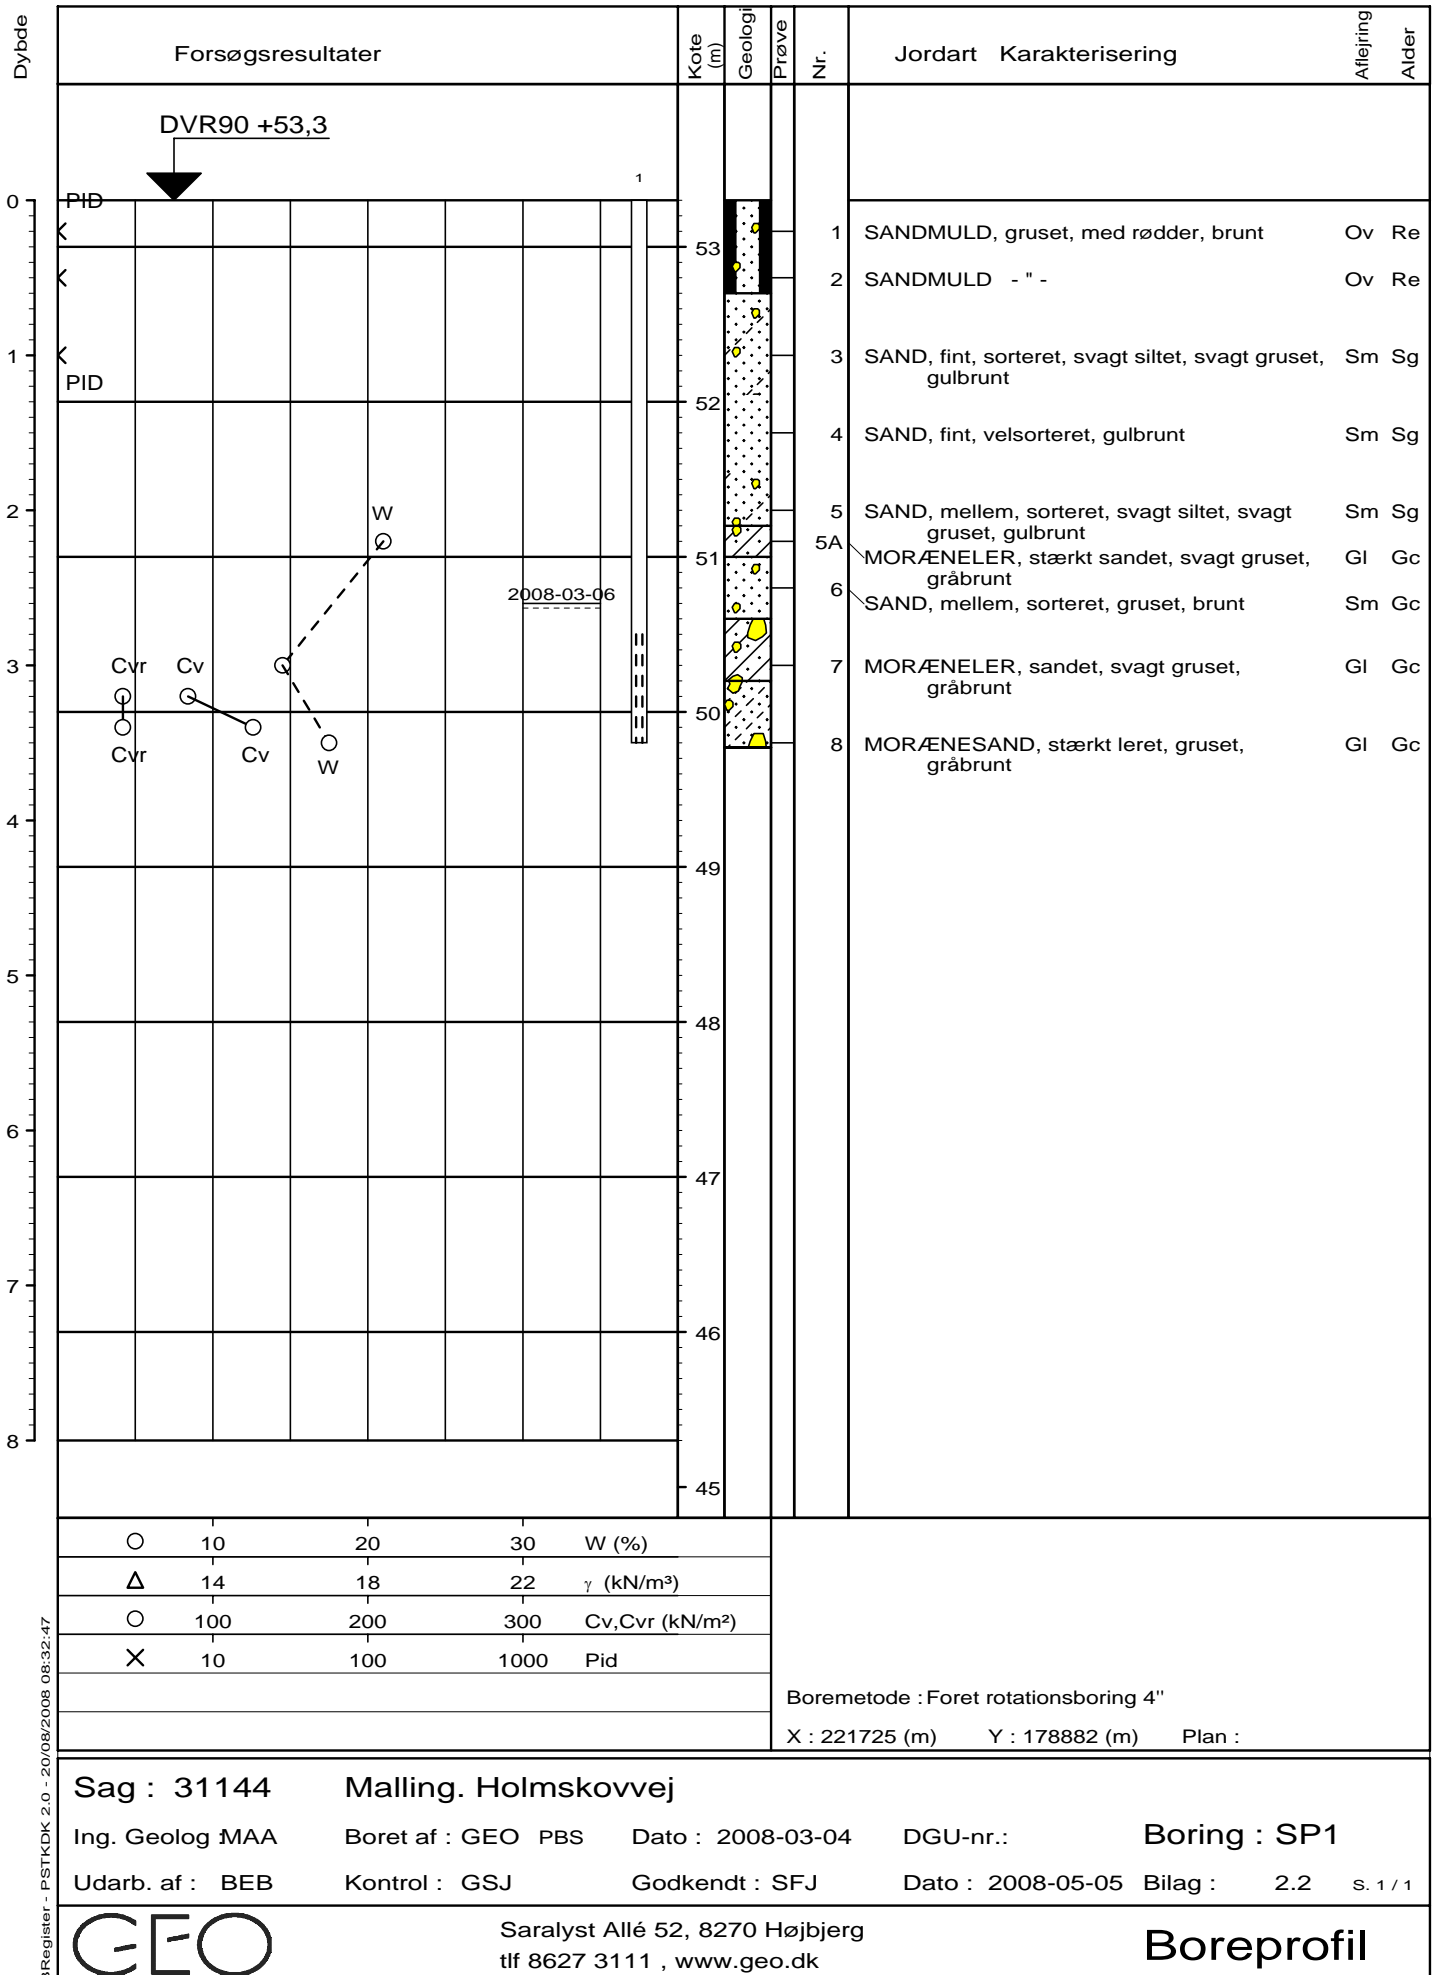 Dybde
Forsøgsresultater
Kote (m)
Geologi
Prøve
Nr.
Jordart Karakterisering
Aflejring
Alder
DVR90 +53,3
1
0
PID
53
1 SANDMULD, gruset, med rødder, brunt Ov Re
2 SANDMULD - " - Ov Re
1
PID
3 SAND, fint, sorteret, svagt siltet, svagt gruset, Sm Sg
gulbrunt
52
4 SAND, fint, velsorteret, gulbrunt Sm Sg
2
W
5 SAND, mellem, sorteret, svagt siltet, svagt Sm Sg
gruset, gulbrunt
51
5A MORÆNELER, stærkt sandet, svagt gruset, Gl Gc
gråbrunt
2008-03-06
6 SAND, mellem, sorteret, gruset, brunt Sm Gc
3
Cvr Cv
7 MORÆNELER, sandet, svagt gruset, Gl Gc
gråbrunt
50
Cvr Cv W
8 MORÆNESAND, stærkt leret, gruset, Gl Gc
gråbrunt
4
49
5
48
6
47
7
46
8
45
10 20 30 W (%)
14 18 22 γ (kN/m³)
100 200 300 Cv,Cvr (kN/m²)
10 100 1000 Pid
Boremetode : Foret rotationsboring 4"
X : 221725 (m) Y : 178882 (m) Plan :
Sag : 31144 Malling. Holmskovvej
Ing. Geolog :MAA Boret af : GEO PBS Dato : 2008-03-04 DGU-nr.: Boring : SP1
Udarb. af : BEB Kontrol : GSJ Godkendt : SFJ Dato : 2008-05-05 Bilag : 2.2 S. 1 / 1
GEO
Saralyst Allé 52, 8270 Højbjerg
tlf 8627 3111 , www.geo.dk
Boreprofil
Register - PSTKDK 2.0 - 20/08/2008 08:32:47